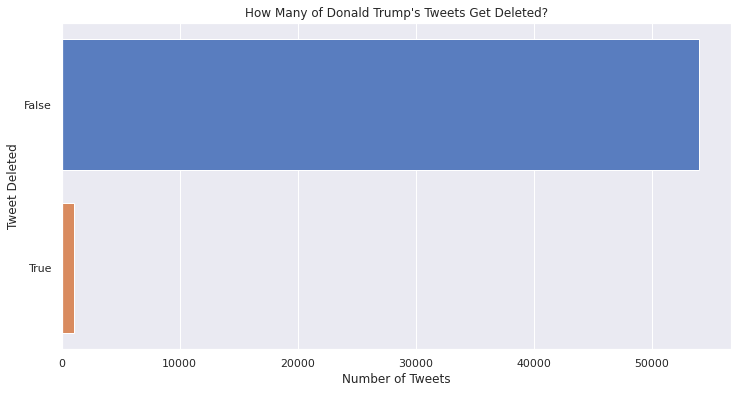 How Many of Donald Trump's Tweets Get Deleted?
Tweet Deleted
False
True
0 10000 20000 30000 40000 50000
Number of Tweets